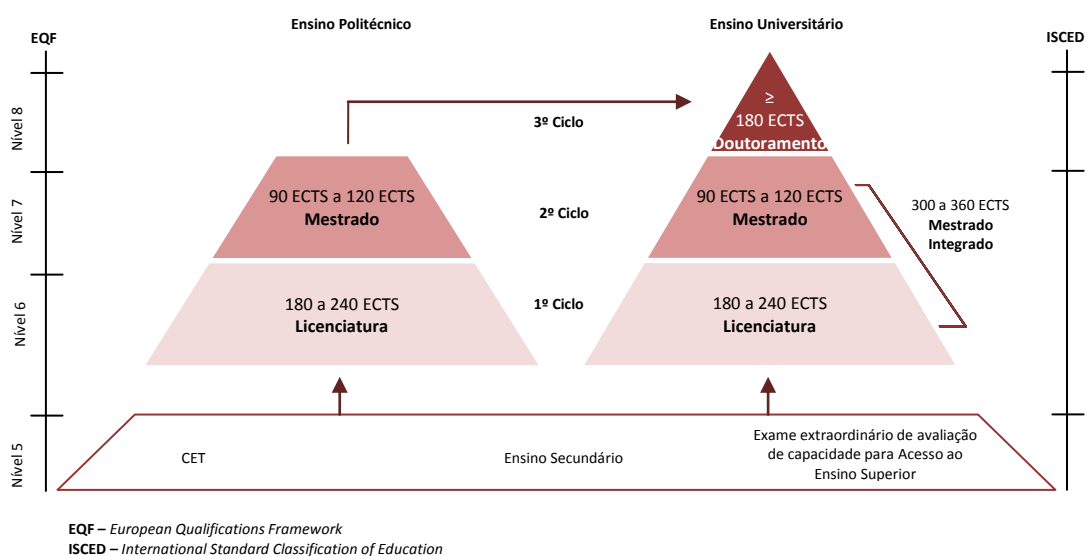 Ensino Politécnico
Ensino Universitário
EQF
ISCED
Nível 8
≥
180 ECTS
Doutoramento
3º Ciclo
Nível 7
90 ECTS a 120 ECTS
Mestrado
2º Ciclo
90 ECTS a 120 ECTS
Mestrado
300 a 360 ECTS
Mestrado
Integrado
Nível 6
180 a 240 ECTS
Licenciatura
1º Ciclo
180 a 240 ECTS
Licenciatura
Nível 5
CET
Ensino Secundário
Exame extraordinário de avaliação
de capacidade para Acesso ao
Ensino Superior
EQF – European Qualifications Framework
ISCED – International Standard Classification of Education